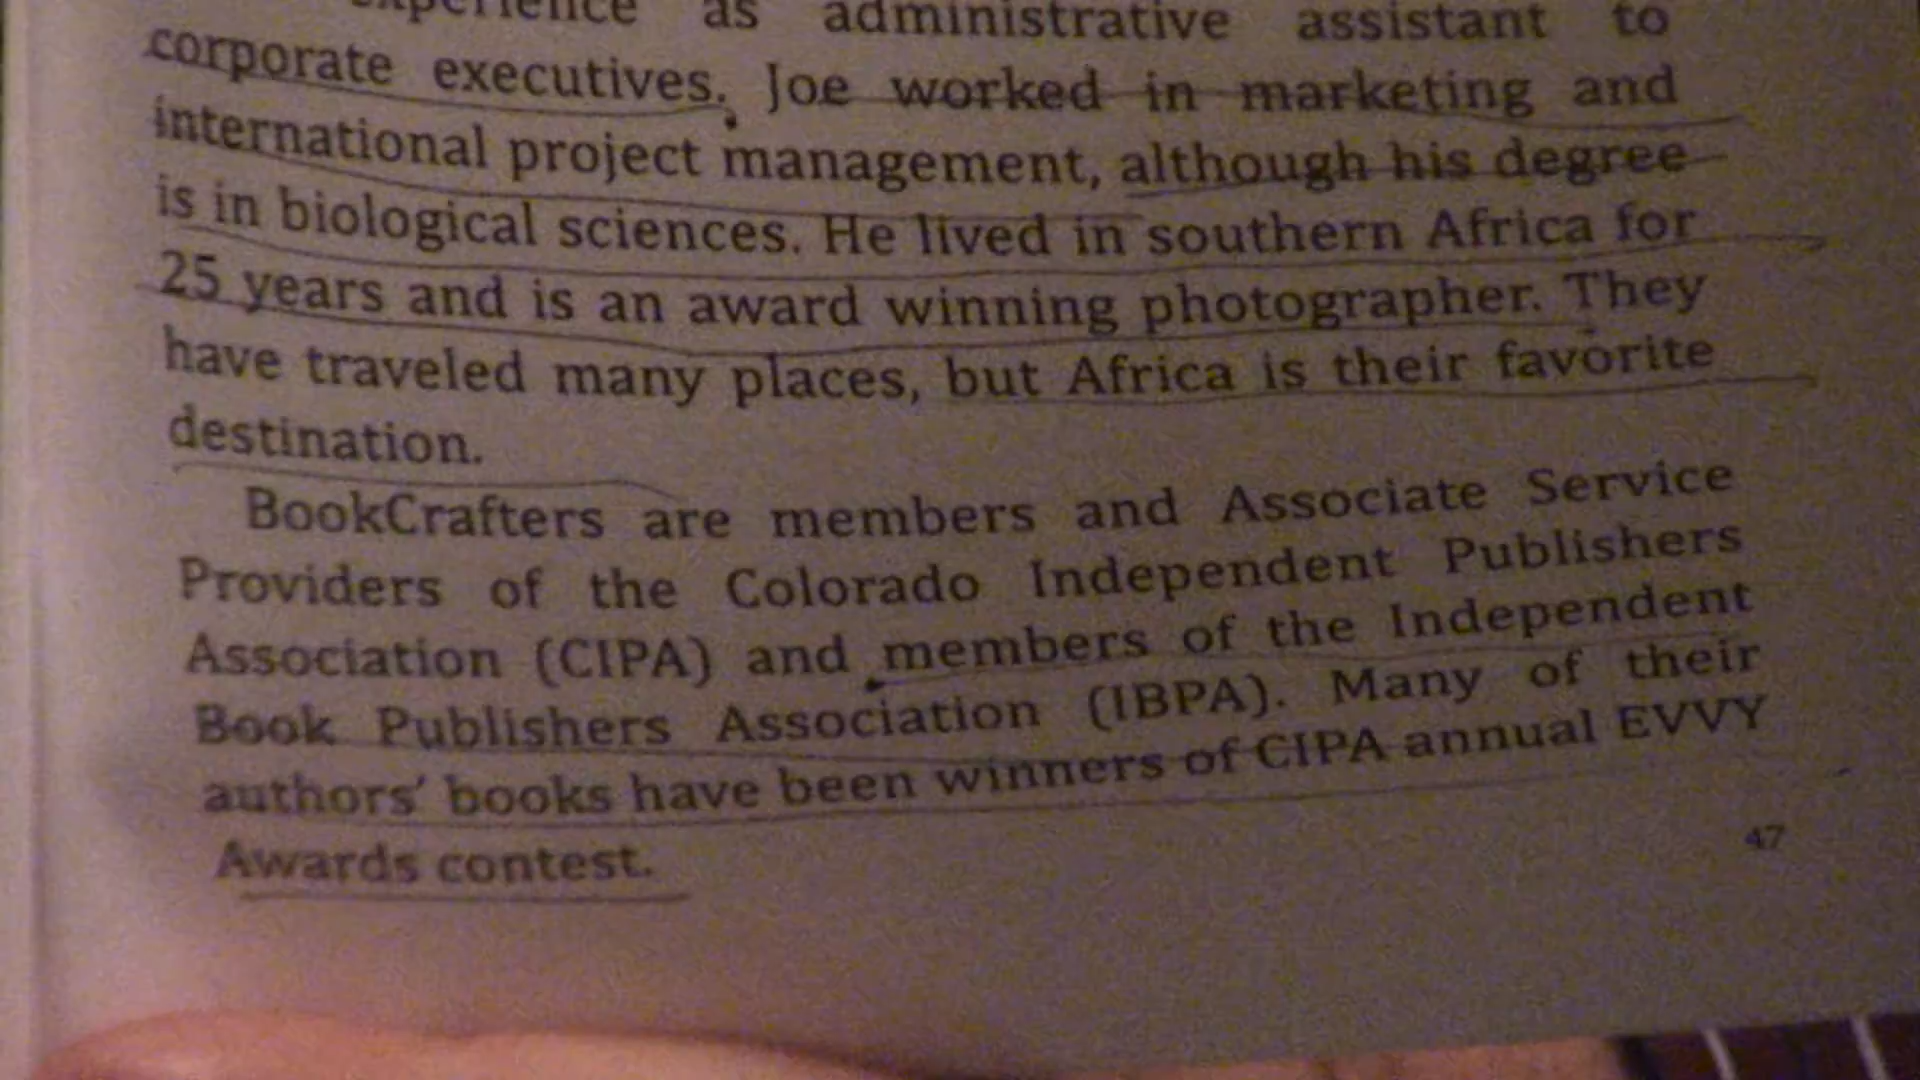 experience as administrative assistant to
corporate executives. Joe worked in marketing and
international project management, although his degree
is in biological sciences. He lived in southern Africa for
25 years and is an award winning photographer. They
have traveled many places, but Africa is their favorite
destination.
BookCrafters are members and Associate Service
Providers of the Colorado Independent Publishers
Association (CIPA) and members of the Independent
Book Publishers Association (IBPA). Many of their
authors' books have been winners of CIPA annual EVVY
Awards contest.
47